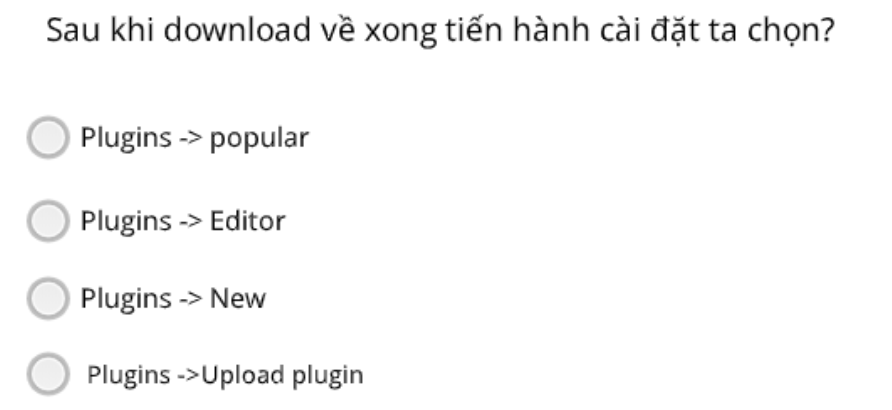 Sau khi download về xong tiến hành cài đặt ta chọn?
Plugins -> popular
Plugins -> Editor
Plugins -> New
Plugins ->Upload plugin